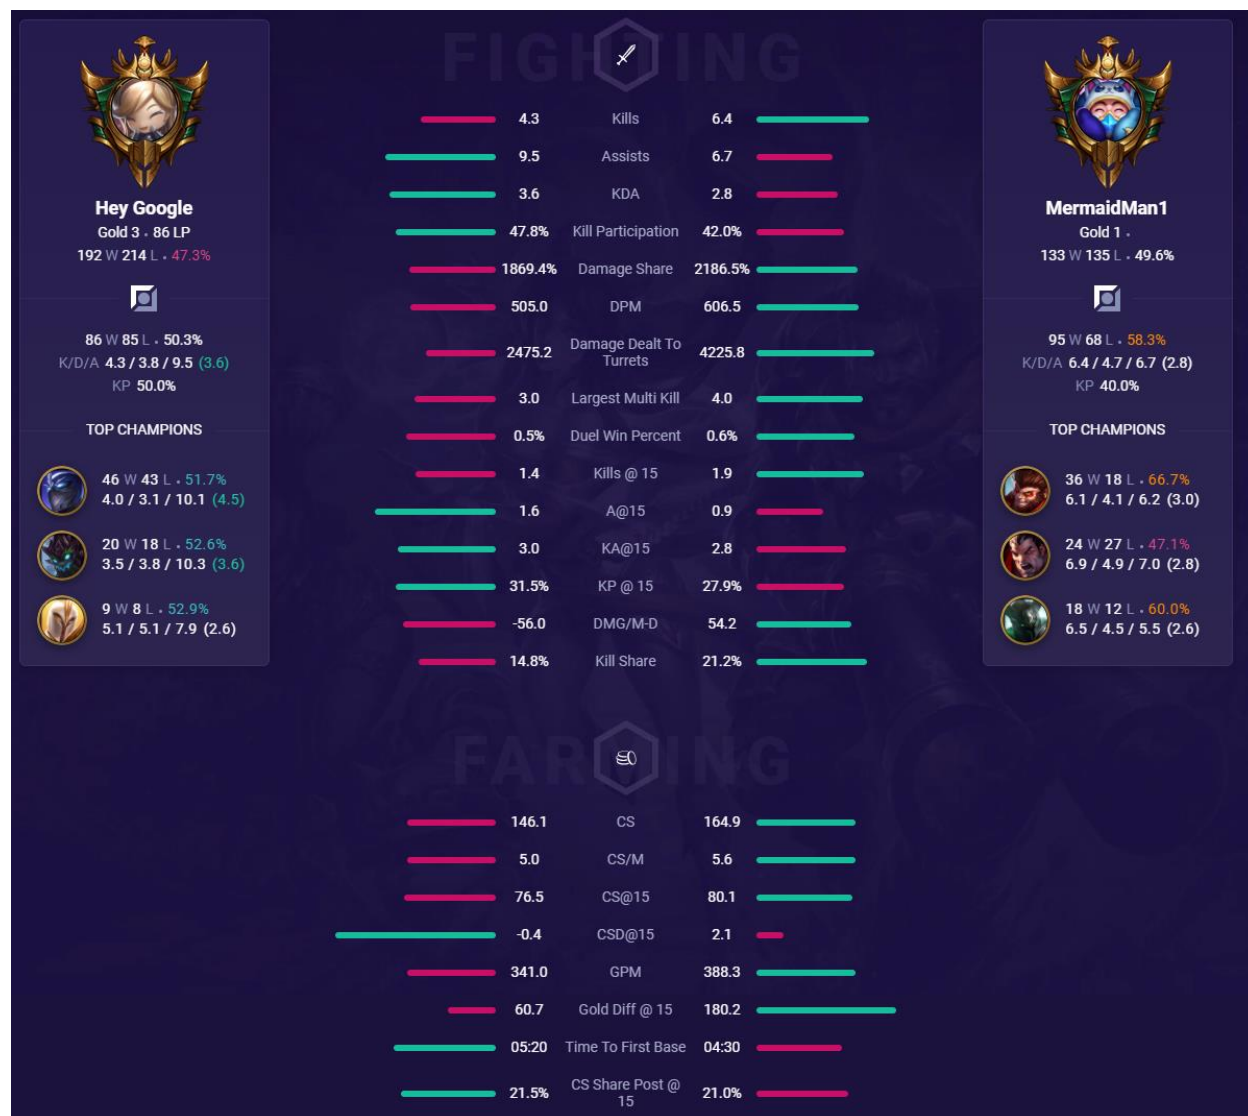 Hey Google
Gold 3 • 86 LP
192 W 214 L • 47.3%
86 W 85 L • 50.3%
K/D/A 4.3 / 3.8 / 9.5 (3.6)
KP 50.0%
TOP CHAMPIONS
46 W 43 L • 51.7%
4.0 / 3.1 / 10.1 (4.5)
20 W 18 L • 52.6%
3.5 / 3.8 / 10.3 (3.6)
9 W 8 L • 52.9%
5.1 / 5.1 / 7.9 (2.6)
FIGHTING
4.3 Kills 6.4
9.5 Assists 6.7
3.6 KDA 2.8
47.8% Kill Participation 42.0%
1869.4% Damage Share 2186.5%
505.0 DPM 606.5
2475.2 Damage Dealt To Turrets 4225.8
3.0 Largest Multi Kill 4.0
0.5% Duel Win Percent 0.6%
1.4 Kills @ 15 1.9
1.6 A@15 0.9
3.0 KA@15 2.8
31.5% KP @ 15 27.9%
-56.0 DMG/M-D 54.2
14.8% Kill Share 21.2%
FARMING
146.1 CS 164.9
5.0 CS/M 5.6
76.5 CS@15 80.1
-0.4 CSD@15 2.1
341.0 GPM 388.3
60.7 Gold Diff @ 15 180.2
05:20 Time To First Base 04:30
21.5% CS Share Post @ 15 21.0%
MermaidMan1
Gold 1 •
133 W 135 L • 49.6%
95 W 68 L • 58.3%
K/D/A 6.4 / 4.7 / 6.7 (2.8)
KP 40.0%
TOP CHAMPIONS
36 W 18 L • 66.7%
6.1 / 4.1 / 6.2 (3.0)
24 W 27 L • 47.1%
6.9 / 4.9 / 7.0 (2.8)
18 W 12 L • 60.0%
6.5 / 4.5 / 5.5 (2.6)